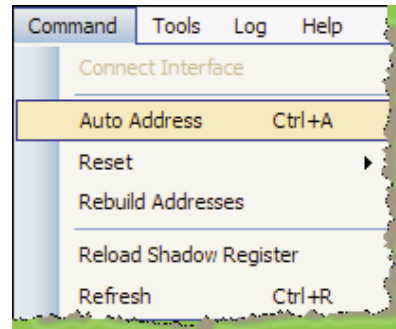 Command Tools Log Help
Connect Interface
Auto Address Ctrl+A
Reset
Rebuild Addresses
Reload Shadow Register
Refresh Ctrl+R